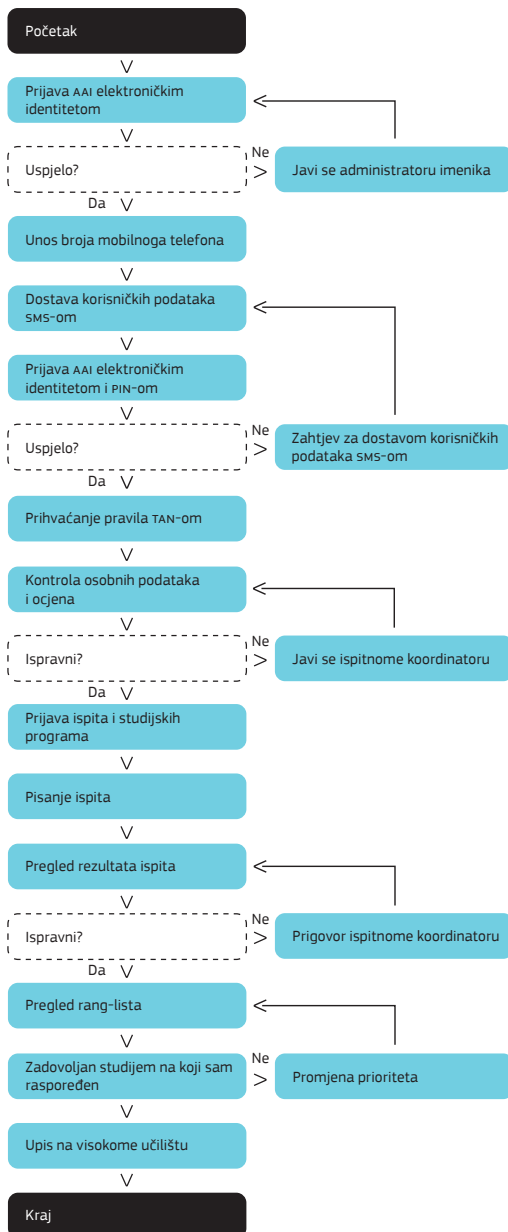 Početak
Prijava AAI elektroničkim
identitetom
Uspjelo?
Ne
Javi se administratoru imenika
Da
Unos broja mobilnoga telefona
Dostava korisničkih podataka
SMS-om
Prijava AAI elektroničkim
identitetom i PIN-om
Uspjelo?
Ne
Zahtjev za dostavom korisničkih
podataka SMS-om
Da
Prihvaćanje pravila TAN-om
Kontrola osobnih podataka
i ocjena
Ispravni?
Ne
Javi se ispitnome koordinatoru
Da
Prijava ispita i studijskih
programa
Pisanje ispita
Pregled rezultata ispita
Ispravni?
Ne
Prigovor ispitnome koordinatoru
Da
Pregled rang-lista
Zadovoljan studijem na koji sam
raspoređen
Ne
Promjena prioriteta
Upis na visokome učilištu
Kraj